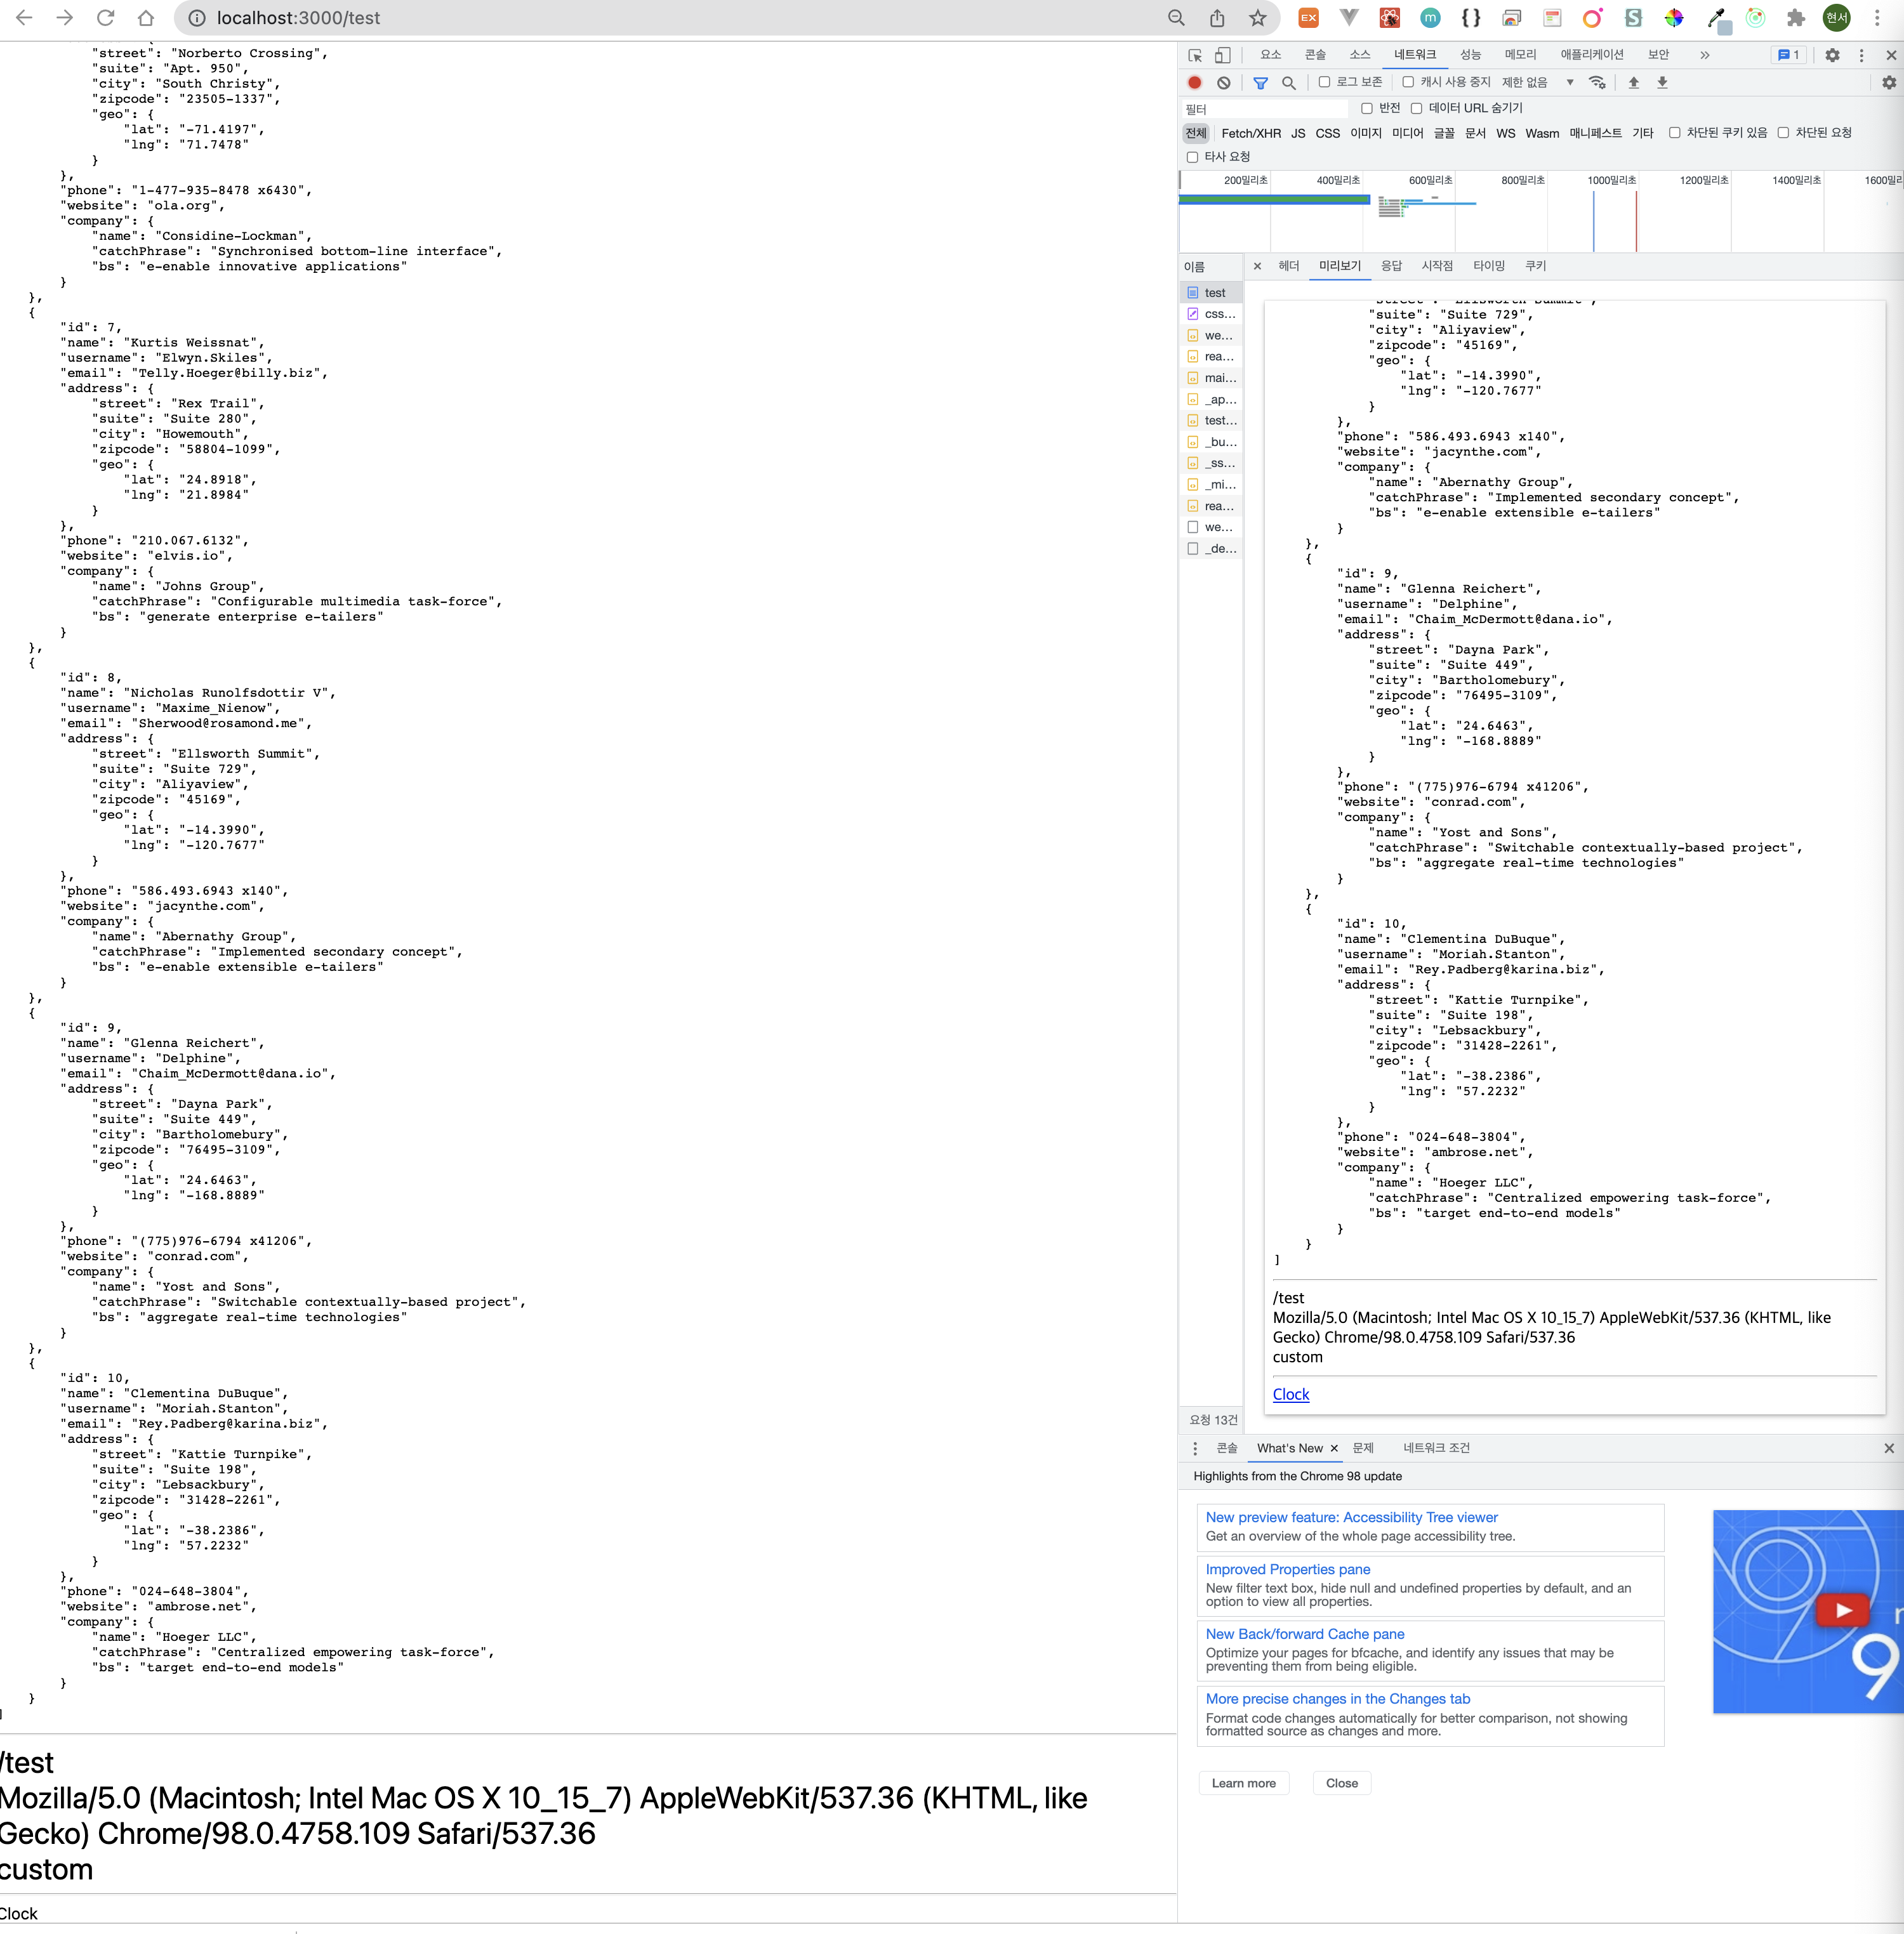 localhost:3000/test
EX
m
{}
S
현서
"street": "Norberto Crossing",
"suite": "Apt. 950",
"city": "South Christy",
"zipcode": "23505-1337",
"geo": {
"lat": "-71.4197",
"lng": "71.7478"
}
},
"phone": "1-477-935-8478 x6430",
"website": "ola.org",
"company": {
"name": "Considine-Lockman",
"catchPhrase": "Synchronised bottom-line interface",
"bs": "e-enable innovative applications"
}
},
{
"id": 7,
"name": "Kurtis Weissnat",
"username": "Elwyn.Skiles",
"email": "Telly.Hoeger@billy.biz",
"address": {
"street": "Rex Trail",
"suite": "Suite 280",
"city": "Howemouth",
"zipcode": "58804-1099",
"geo": {
"lat": "24.8918",
"lng": "21.8984"
}
},
"phone": "210.067.6132",
"website": "elvis.io",
"company": {
"name": "Johns Group",
"catchPhrase": "Configurable multimedia task-force",
"bs": "generate enterprise e-tailers"
}
},
{
"id": 8,
"name": "Nicholas Runolfsdottir V",
"username": "Maxime_Nienow",
"email": "Sherwood@rosamond.me",
"address": {
"street": "Ellsworth Summit",
"suite": "Suite 729",
"city": "Aliyaview",
"zipcode": "45169",
"geo": {
"lat": "-14.3990",
"lng": "-120.7677"
}
},
"phone": "586.493.6943 x140",
"website": "jacynthe.com",
"company": {
"name": "Abernathy Group",
"catchPhrase": "Implemented secondary concept",
"bs": "e-enable extensible e-tailers"
}
},
{
"id": 9,
"name": "Glenna Reichert",
"username": "Delphine",
"email": "Chaim_McDermott@dana.io",
"address": {
"street": "Dayna Park",
"suite": "Suite 449",
"city": "Bartholomebury",
"zipcode": "76495-3109",
"geo": {
"lat": "24.6463",
"lng": "-168.8889"
}
},
"phone": "(775)976-6794 x41206",
"website": "conrad.com",
"company": {
"name": "Yost and Sons",
"catchPhrase": "Switchable contextually-based project",
"bs": "aggregate real-time technologies"
}
},
{
"id": 10,
"name": "Clementina DuBuque",
"username": "Moriah.Stanton",
"email": "Rey.Padberg@karina.biz",
"address": {
"street": "Kattie Turnpike",
"suite": "Suite 198",
"city": "Lebsackbury",
"zipcode": "31428-2261",
"geo": {
"lat": "-38.2386",
"lng": "57.2232"
}
},
"phone": "024-648-3804",
"website": "ambrose.net",
"company": {
"name": "Hoeger LLC",
"catchPhrase": "Centralized empowering task-force",
"bs": "target end-to-end models"
}
}
]
/test
Mozilla/5.0 (Macintosh; Intel Mac OS X 10_15_7) AppleWebKit/537.36 (KHTML, like
Gecko) Chrome/98.0.4758.109 Safari/537.36
custom
Clock
요소 콘솔 소스 네트워크 성능 메모리 애플리케이션 보안 » 1
로그 보존 캐시 사용 중지 제한 없음
필터 반전 데이터 URL 숨기기
전체 Fetch/XHR JS CSS 이미지 미디어 글꼴 문서 WS Wasm 매니페스트 기타 차단된 쿠키 있음 차단된 요청
타사 요청
200밀리초 400밀리초 600밀리초 800밀리초 1000밀리초 1200밀리초 1400밀리초 1600밀리
이름 헤더 미리보기 응답 시작점 타이밍 쿠키
test
css...
we...
rea...
mai...
_ap...
test...
_bu...
_ss...
_mi...
rea...
we...
_de...
요청 13건
"street": "Ellsworth Summit",
"suite": "Suite 729",
"city": "Aliyaview",
"zipcode": "45169",
"geo": {
"lat": "-14.3990",
"lng": "-120.7677"
}
},
"phone": "586.493.6943 x140",
"website": "jacynthe.com",
"company": {
"name": "Abernathy Group",
"catchPhrase": "Implemented secondary concept",
"bs": "e-enable extensible e-tailers"
}
},
{
"id": 9,
"name": "Glenna Reichert",
"username": "Delphine",
"email": "Chaim_McDermott@dana.io",
"address": {
"street": "Dayna Park",
"suite": "Suite 449",
"city": "Bartholomebury",
"zipcode": "76495-3109",
"geo": {
"lat": "24.6463",
"lng": "-168.8889"
}
},
"phone": "(775)976-6794 x41206",
"website": "conrad.com",
"company": {
"name": "Yost and Sons",
"catchPhrase": "Switchable contextually-based project",
"bs": "aggregate real-time technologies"
}
},
{
"id": 10,
"name": "Clementina DuBuque",
"username": "Moriah.Stanton",
"email": "Rey.Padberg@karina.biz",
"address": {
"street": "Kattie Turnpike",
"suite": "Suite 198",
"city": "Lebsackbury",
"zipcode": "31428-2261",
"geo": {
"lat": "-38.2386",
"lng": "57.2232"
}
},
"phone": "024-648-3804",
"website": "ambrose.net",
"company": {
"name": "Hoeger LLC",
"catchPhrase": "Centralized empowering task-force",
"bs": "target end-to-end models"
}
}
]
/test
Mozilla/5.0 (Macintosh; Intel Mac OS X 10_15_7) AppleWebKit/537.36 (KHTML, like
Gecko) Chrome/98.0.4758.109 Safari/537.36
custom
Clock
콘솔 What's New 문제 네트워크 조건
Highlights from the Chrome 98 update
New preview feature: Accessibility Tree viewer
Get an overview of the whole page accessibility tree.
Improved Properties pane
New filter text box, hide null and undefined properties by default, and an
option to view all properties.
New Back/forward Cache pane
Optimize your pages for bfcache, and identify any issues that may be
preventing them from being eligible.
More precise changes in the Changes tab
Format code changes automatically for better comparison, not showing
formatted source as changes and more.
Learn more Close
9